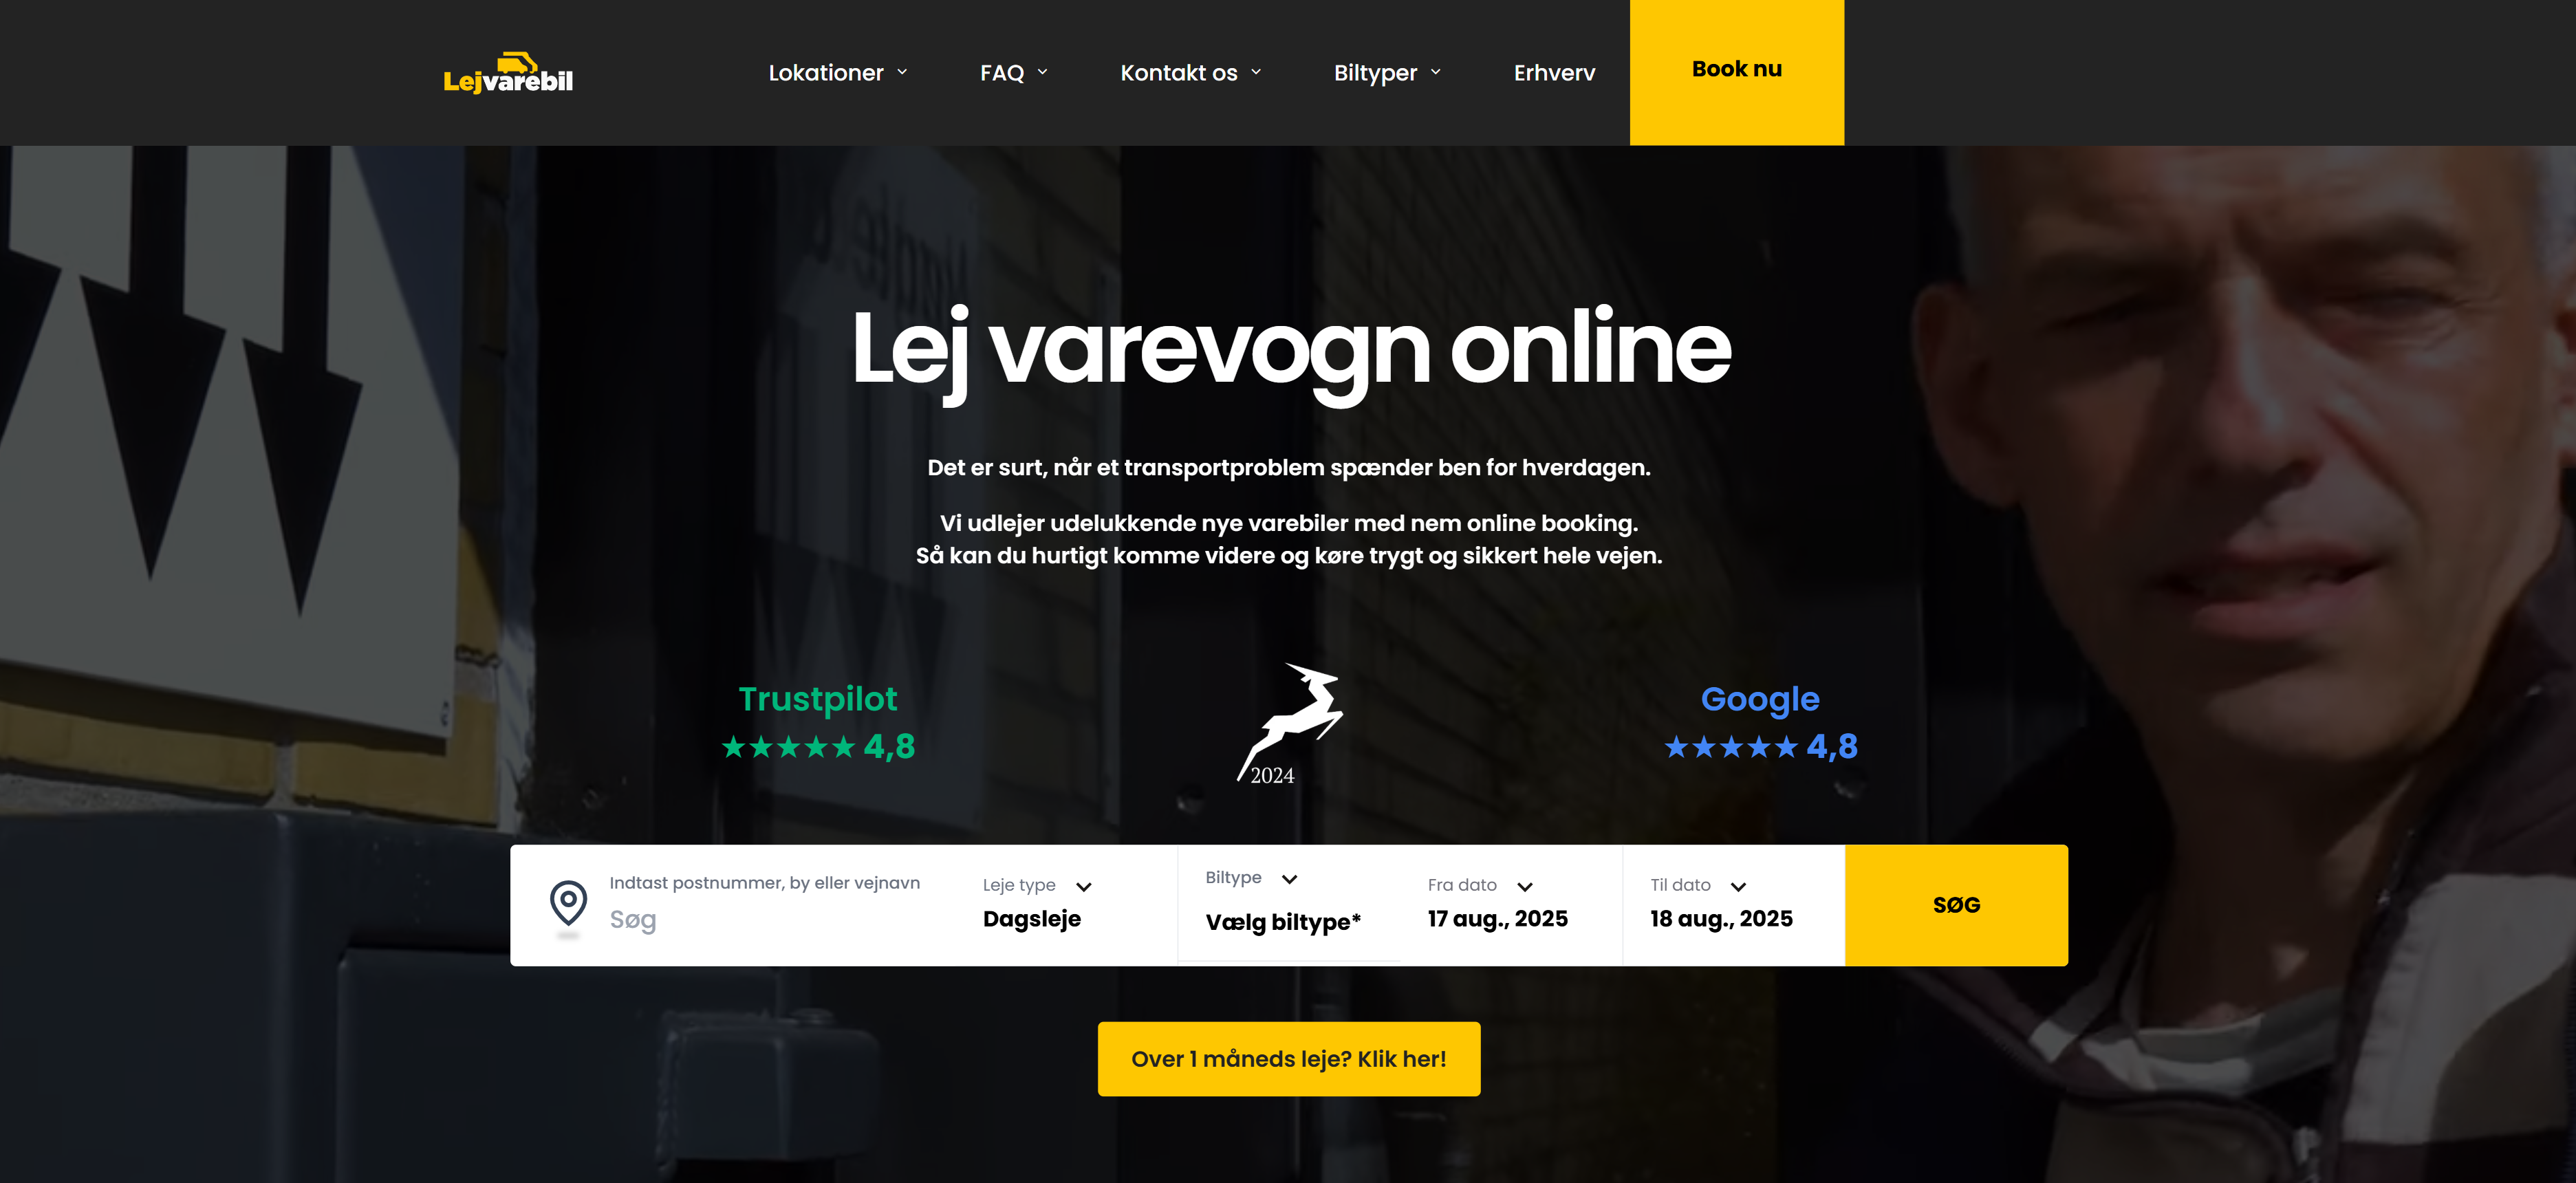 Lejvarebil
Lokationer
FAQ
Kontakt os
Biltyper
Erhverv
Book nu
Lej varevogn online
Det er surt, når et transportproblem spænder ben for hverdagen.
Vi udlejer udelukkende nye varebiler med nem online booking.
Så kan du hurtigt komme videre og køre trygt og sikkert hele vejen.
Trustpilot
4,8
2024
Google
4,8
Indtast postnummer, by eller vejnavn
Søg
Leje type
Dagsleje
Biltype
Vælg biltype*
Fra dato
17 aug., 2025
Til dato
18 aug., 2025
SØG
Over 1 måneds leje? Klik her!